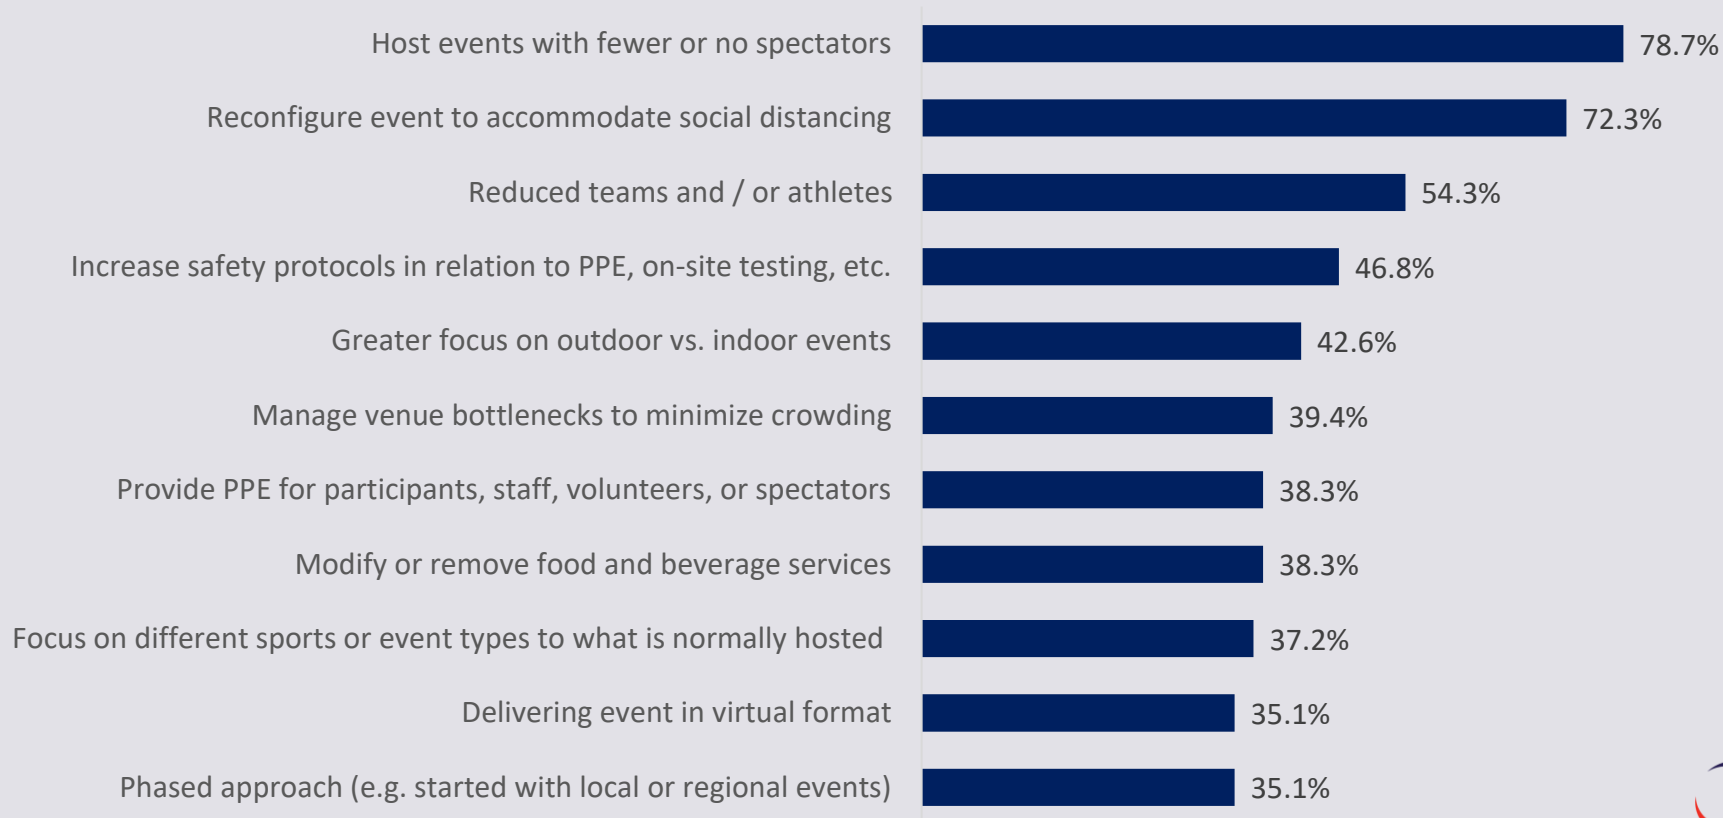 Host events with fewer or no spectators 78.7%
Reconfigure event to accommodate social distancing 72.3%
Reduced teams and / or athletes 54.3%
Increase safety protocols in relation to PPE, on-site testing, etc. 46.8%
Greater focus on outdoor vs. indoor events 42.6%
Manage venue bottlenecks to minimize crowding 39.4%
Provide PPE for participants, staff, volunteers, or spectators 38.3%
Modify or remove food and beverage services 38.3%
Focus on different sports or event types to what is normally hosted 37.2%
Delivering event in virtual format 35.1%
Phased approach (e.g. started with local or regional events) 35.1%